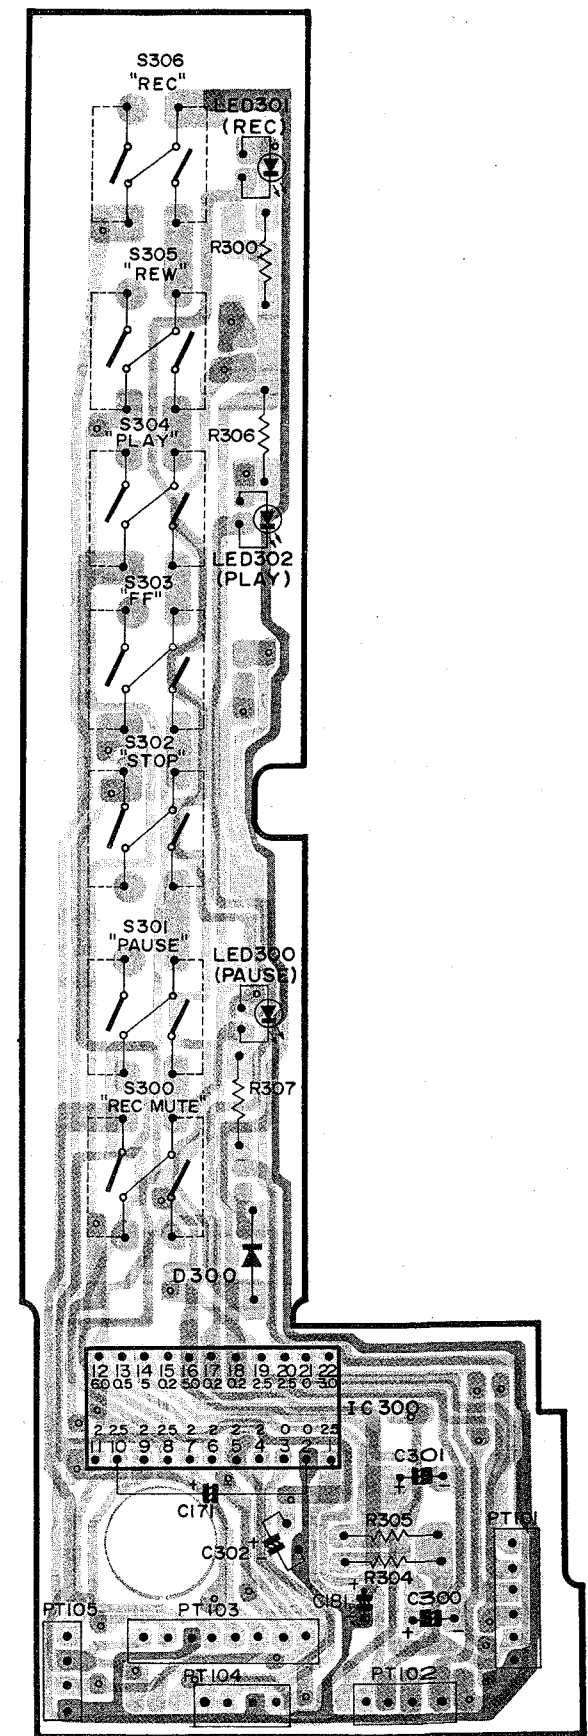 S306
"REC"
LED301
(REC)
R300
S305
"REW"
S304
"PLAY"
R306
LED302
(PLAY)
S303
"FF"
S302
"STOP"
S301
"PAUSE"
LED300
(PAUSE)
S300
"REC MUTE"
R307
D300
12 13 14 15 16 17 18 19 20 21 22
6.0 0.5 5 0.2 5.0 0.2 0.2 2.5 2.5 0 3.0
IC300
2 2.5 2 2 2 2 2 2 0 0 2.5
11 10 9 8 7 6 5 4 3 2 1
C301
+ −
+
C171
R305
PT101
+
C302
−
R304
+
C181
−
C300
+ −
PT105
PT103
PT104
PT102